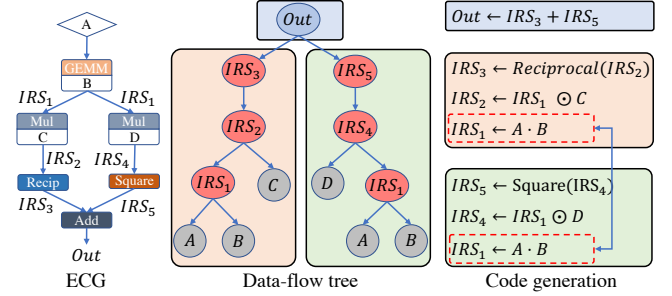 A
GEMM
B
IRS₁ IRS₁
Mul Mul
C D
IRS₂ IRS₄
Recip Square
IRS₃ IRS₅
Add
Out
ECG
Out
IRS₃ IRS₅
IRS₂ IRS₄
IRS₁ C D IRS₁
A B A B
Data-flow tree
Out ← IRS₃ + IRS₅
IRS₃ ← Reciprocal(IRS₂)
IRS₂ ← IRS₁ ⊙ C
IRS₁ ← A · B
IRS₅ ← Square(IRS₄)
IRS₄ ← IRS₁ ⊙ D
IRS₁ ← A · B
Code generation